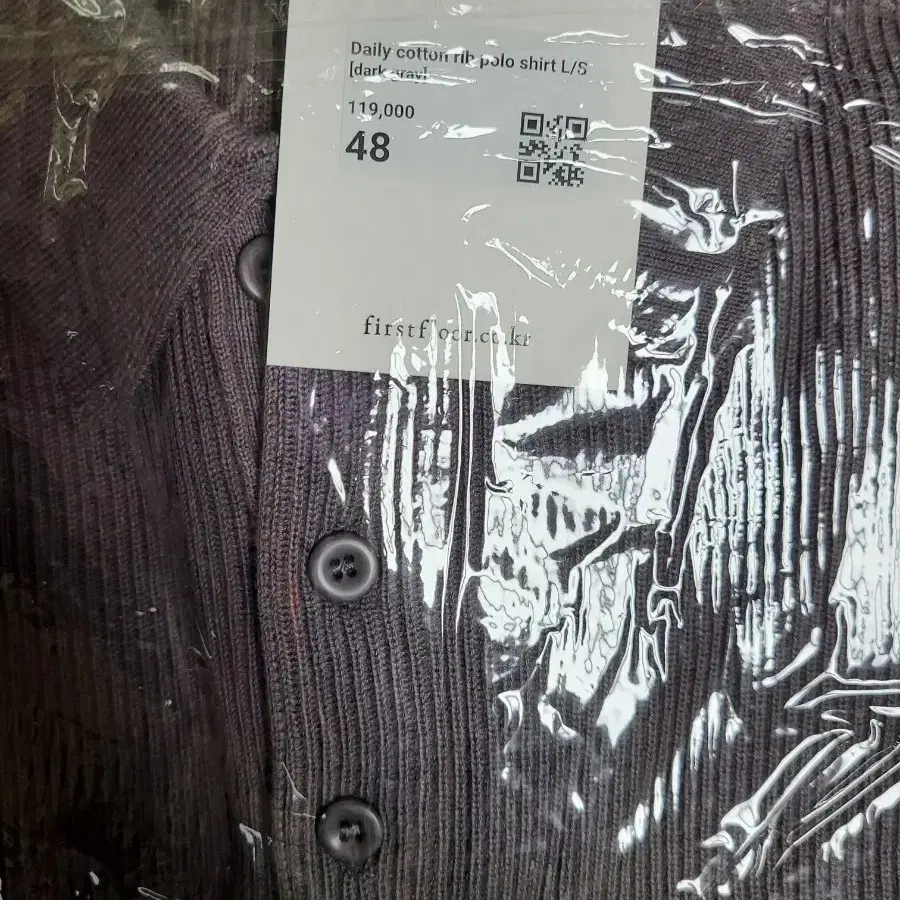 Daily cotton rib polo shirt L/S
[dark gray]
119,000
48
firstfloor.co.kr